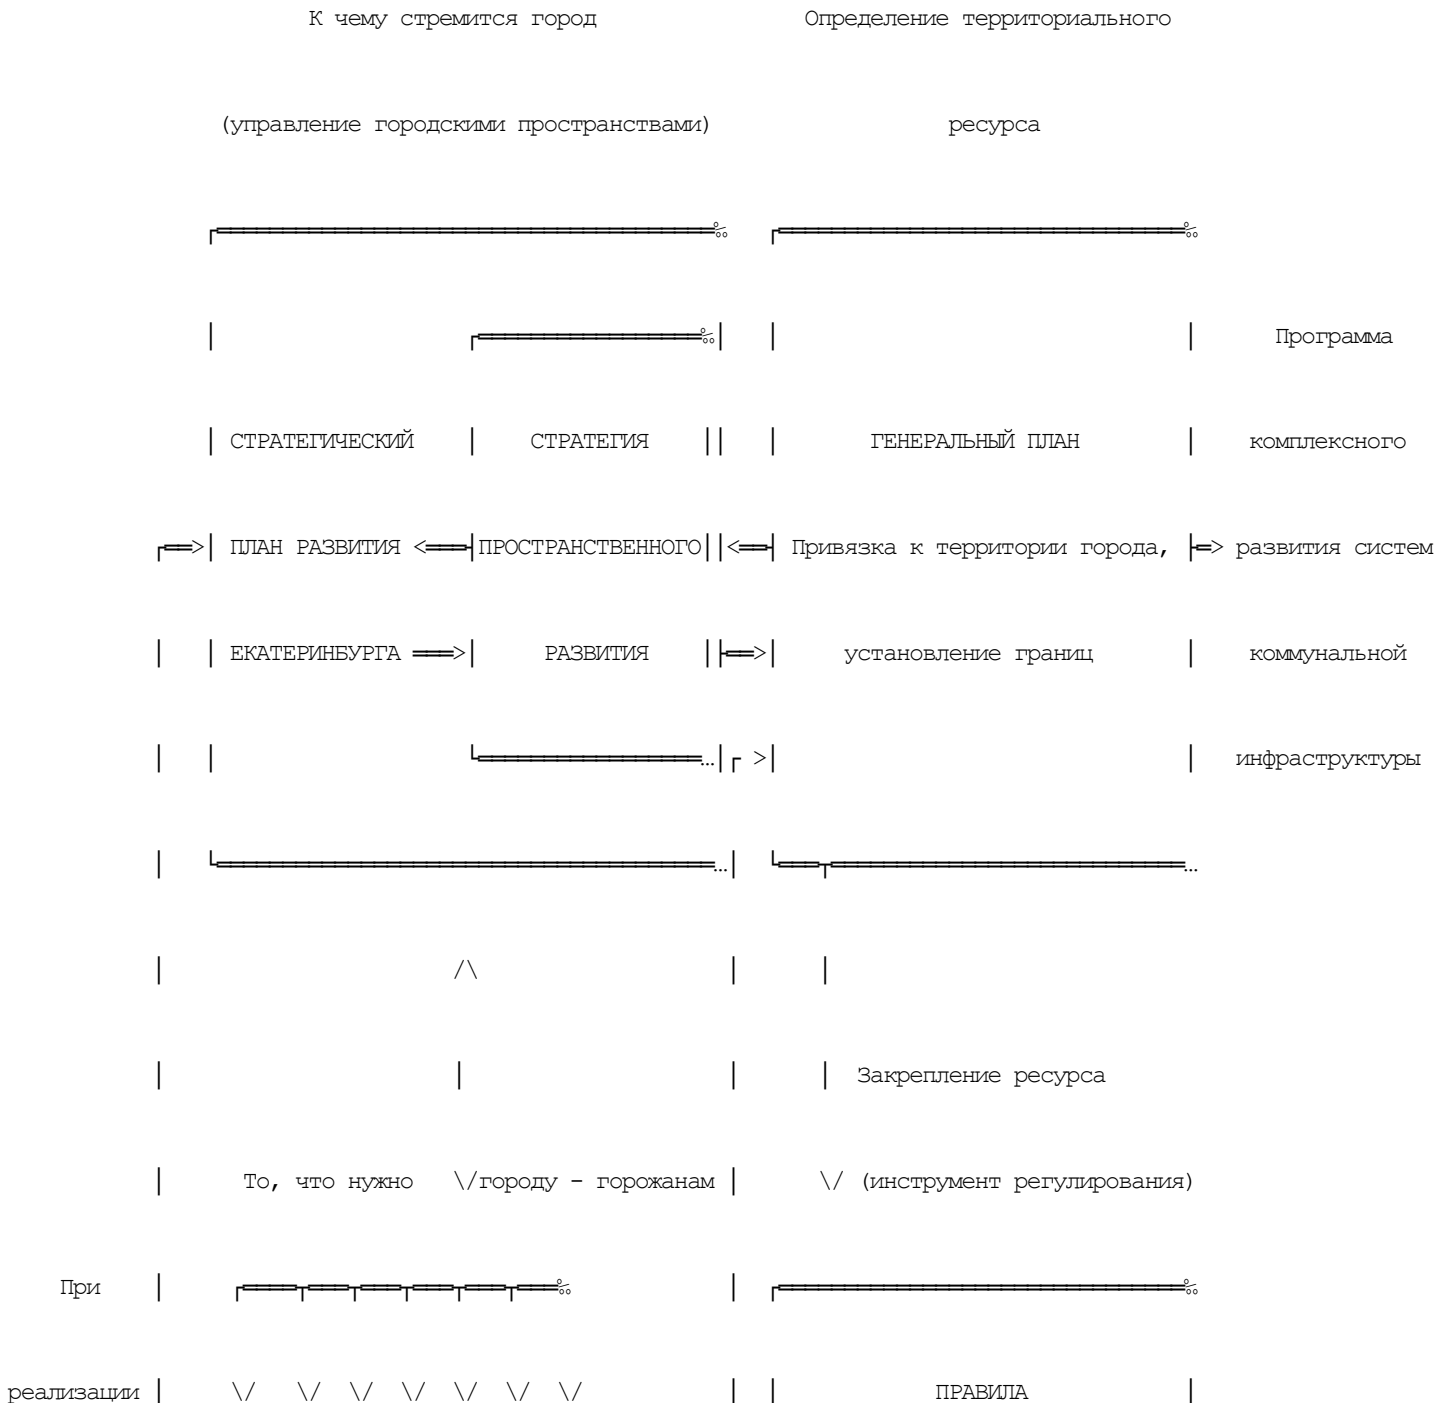 К чему стремится город Определение территориального
(управление городскими пространствами) ресурса
Программа
СТРАТЕГИЧЕСКИЙ СТРАТЕГИЯ ГЕНЕРАЛЬНЫЙ ПЛАН комплексного
ПЛАН РАЗВИТИЯ ПРОСТРАНСТВЕННОГО Привязка к территории города, развития систем
ЕКАТЕРИНБУРГА РАЗВИТИЯ установление границ коммунальной
инфраструктуры
Закрепление ресурса
То, что нужно городу - горожанам (инструмент регулирования)
При
реализации ПРАВИЛА